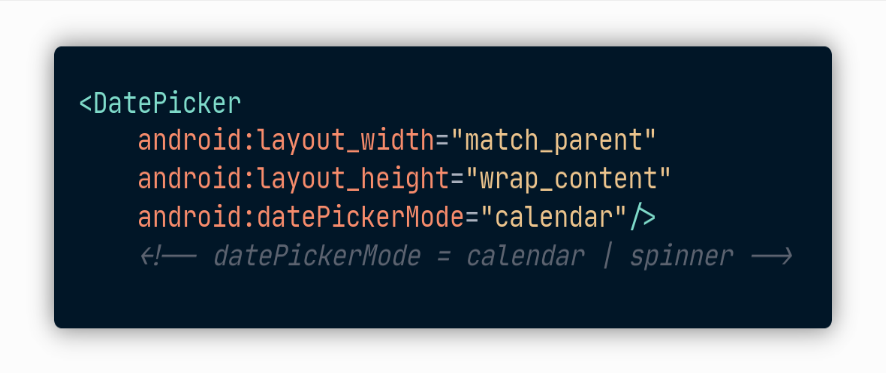 <DatePicker
android:layout_width="match_parent"
android:layout_height="wrap_content"
android:datePickerMode="calendar"/>
<!-- datePickerMode = calendar | spinner -->